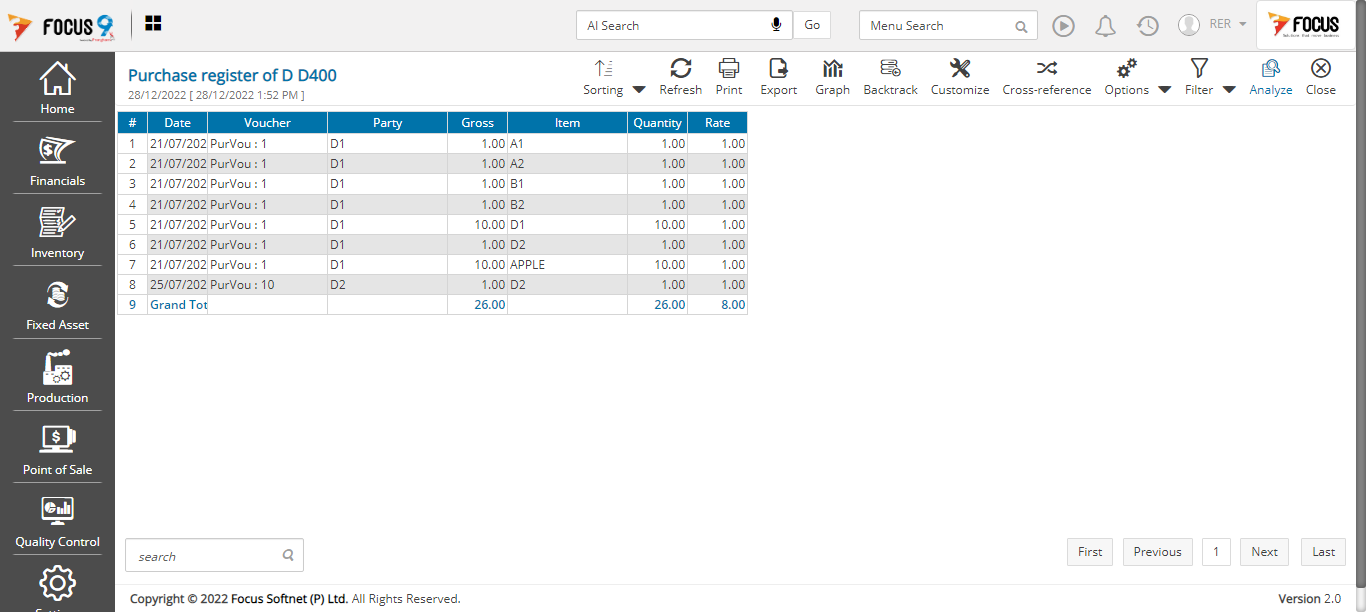 FOCUS 9 AI Search Go Menu Search RER FOCUS
Purchase register of D D400
28/12/2022 [ 28/12/2022 1:52 PM ]
Sorting Refresh Print Export Graph Backtrack Customize Cross-reference Options Filter Analyze Close
Home
Financials
Inventory
Fixed Asset
Production
Point of Sale
Quality Control
# Date Voucher Party Gross Item Quantity Rate
1 21/07/202 PurVou : 1 D1 1.00 A1 1.00 1.00
2 21/07/202 PurVou : 1 D1 1.00 A2 1.00 1.00
3 21/07/202 PurVou : 1 D1 1.00 B1 1.00 1.00
4 21/07/202 PurVou : 1 D1 1.00 B2 1.00 1.00
5 21/07/202 PurVou : 1 D1 10.00 D1 10.00 1.00
6 21/07/202 PurVou : 1 D1 1.00 D2 1.00 1.00
7 21/07/202 PurVou : 1 D1 10.00 APPLE 10.00 1.00
8 25/07/202 PurVou : 10 D2 1.00 D2 1.00 1.00
9 Grand Tot 26.00 26.00 8.00
search First Previous 1 Next Last
Copyright © 2022 Focus Softnet (P) Ltd. All Rights Reserved. Version 2.0